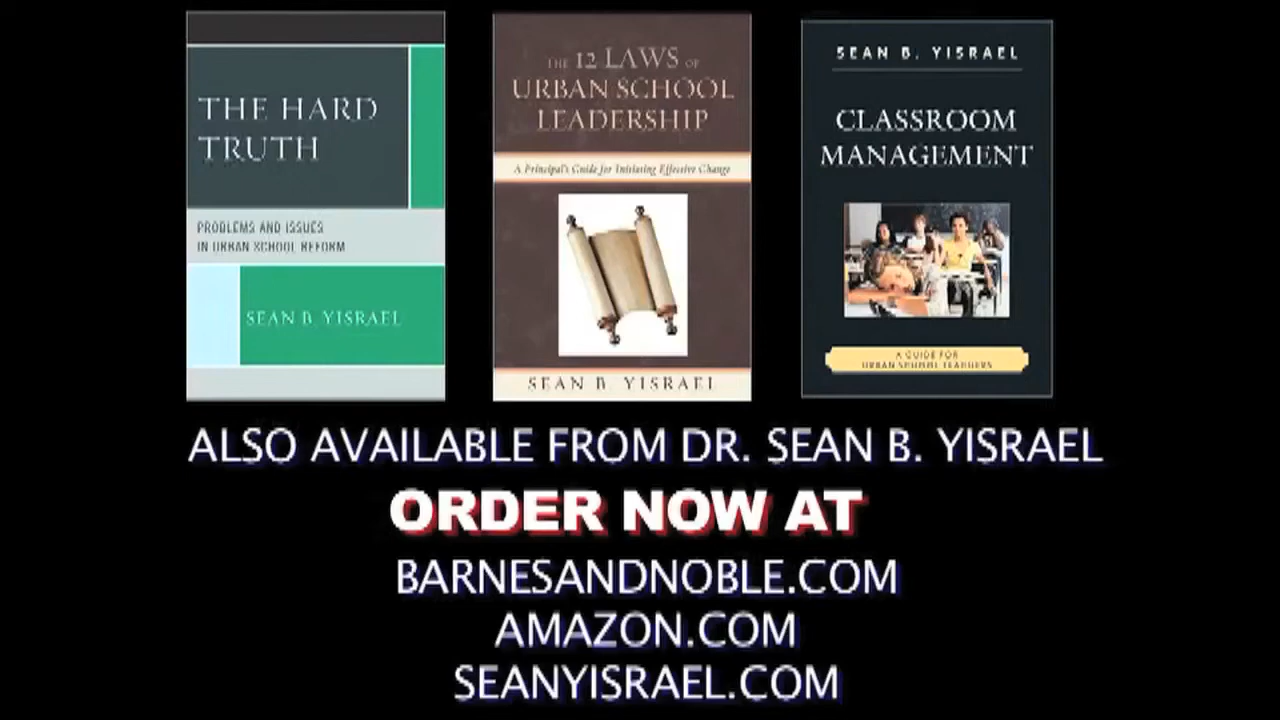 THE HARD
TRUTH
PROBLEMS AND ISSUES
IN URBAN SCHOOL REFORM
SEAN B. YISRAEL
THE 12 LAWS OF
URBAN SCHOOL
LEADERSHIP
A Principal's Guide for Initiating Effective Change
SEAN B. YISRAEL
SEAN B. YISRAEL
CLASSROOM
MANAGEMENT
A GUIDE FOR
URBAN SCHOOL TEACHERS
ALSO AVAILABLE FROM DR. SEAN B. YISRAEL
ORDER NOW AT
BARNESANDNOBLE.COM
AMAZON.COM
SEANYISRAEL.COM